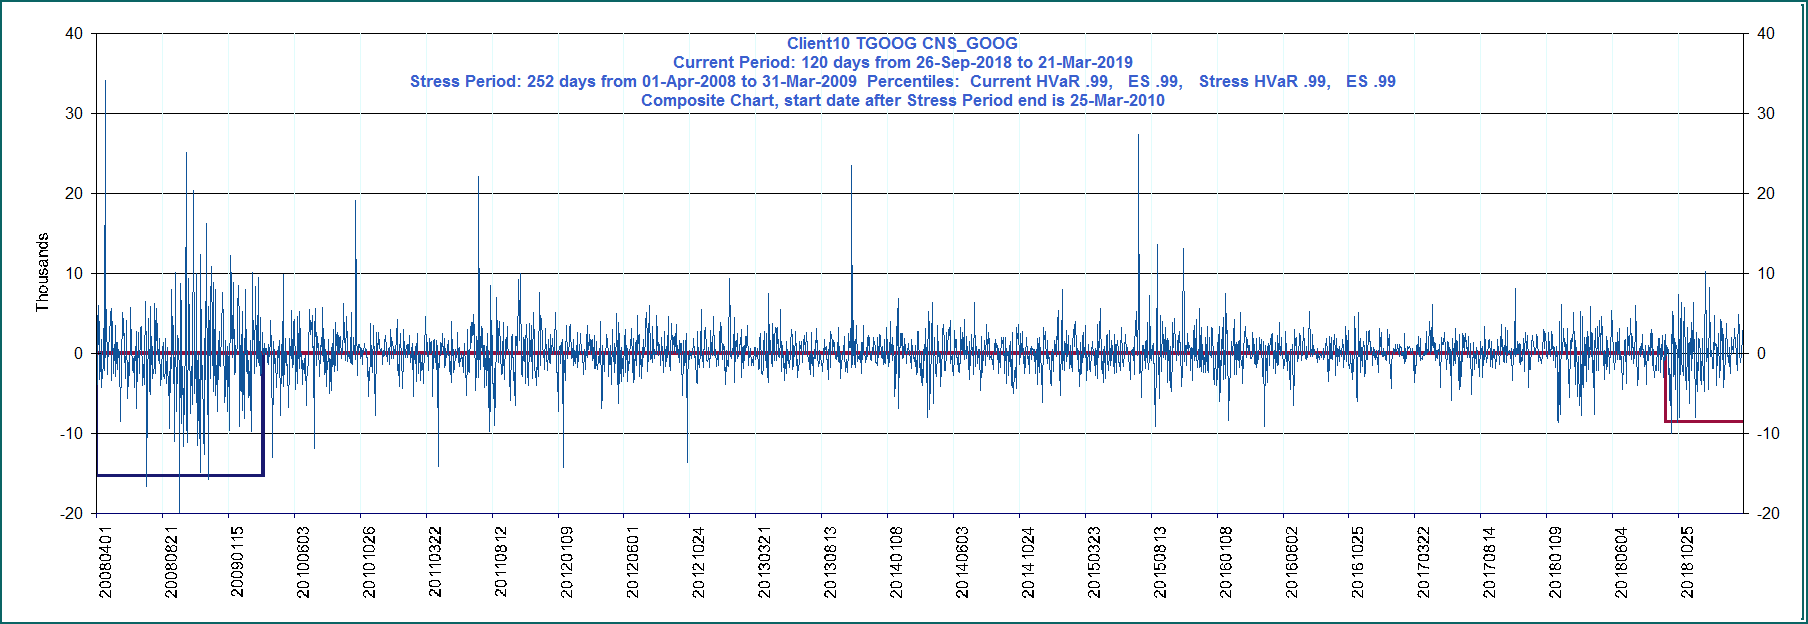 Client10 TGOOG CNS_GOOG
Current Period: 120 days from 26-Sep-2018 to 21-Mar-2019
Stress Period: 252 days from 01-Apr-2008 to 31-Mar-2009  Percentiles:  Current HVaR .99,   ES .99,   Stress HVaR .99,   ES .99
Composite Chart, start date after Stress Period end is 25-Mar-2010
40 40
30 30
20 20
10 10
0 0
-10 -10
-20 -20
Thousands
20080401 20080821 20090115 20100603 20101026 20110322 20110812 20120109 20120601 20121024 20130321 20130813 20140108 20140603 20141024 20150323 20150813 20160108 20160602 20161025 20170322 20170814 20180109 20180604 20181025